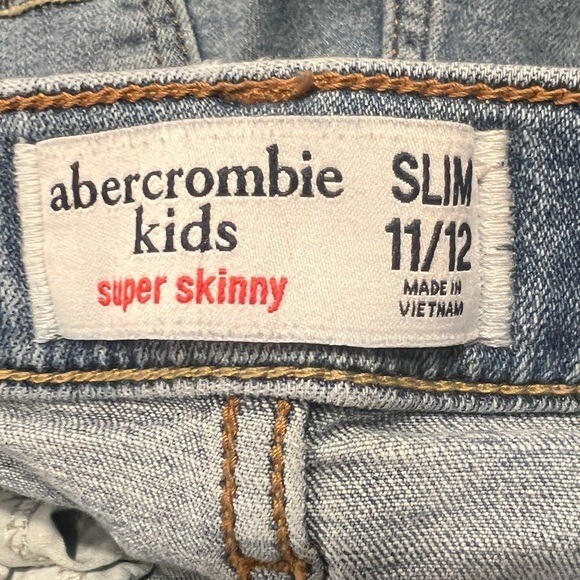 abercrombie
kids
super skinny
SLIM
11/12
MADE IN
VIETNAM